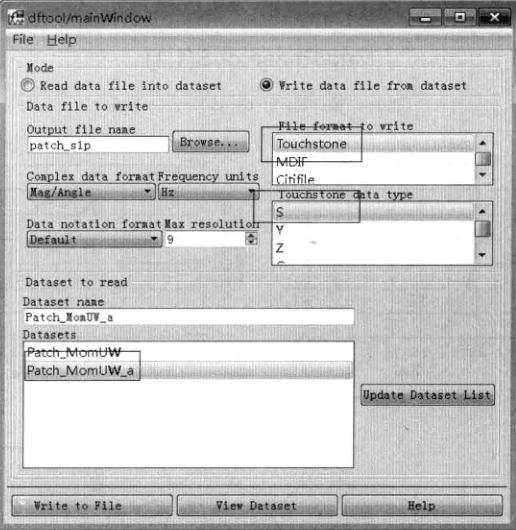 dftool/mainWindow
File Help
Mode
Read data file into dataset
Write data file from dataset
Data file to write
Output file name
patch_s1p
Browse...
File format to write
Touchstone
MDIF
Citifile
Complex data format
Frequency units
Mag/Angle
Hz
Touchstone data type
S
Y
Z
Data notation format
Max resolution
Default
9
Dataset to read
Dataset name
Patch_MomUW_a
Datasets
Patch_MomUW
Patch_MomUW_a
Update Dataset List
Write to File
View Dataset
Help